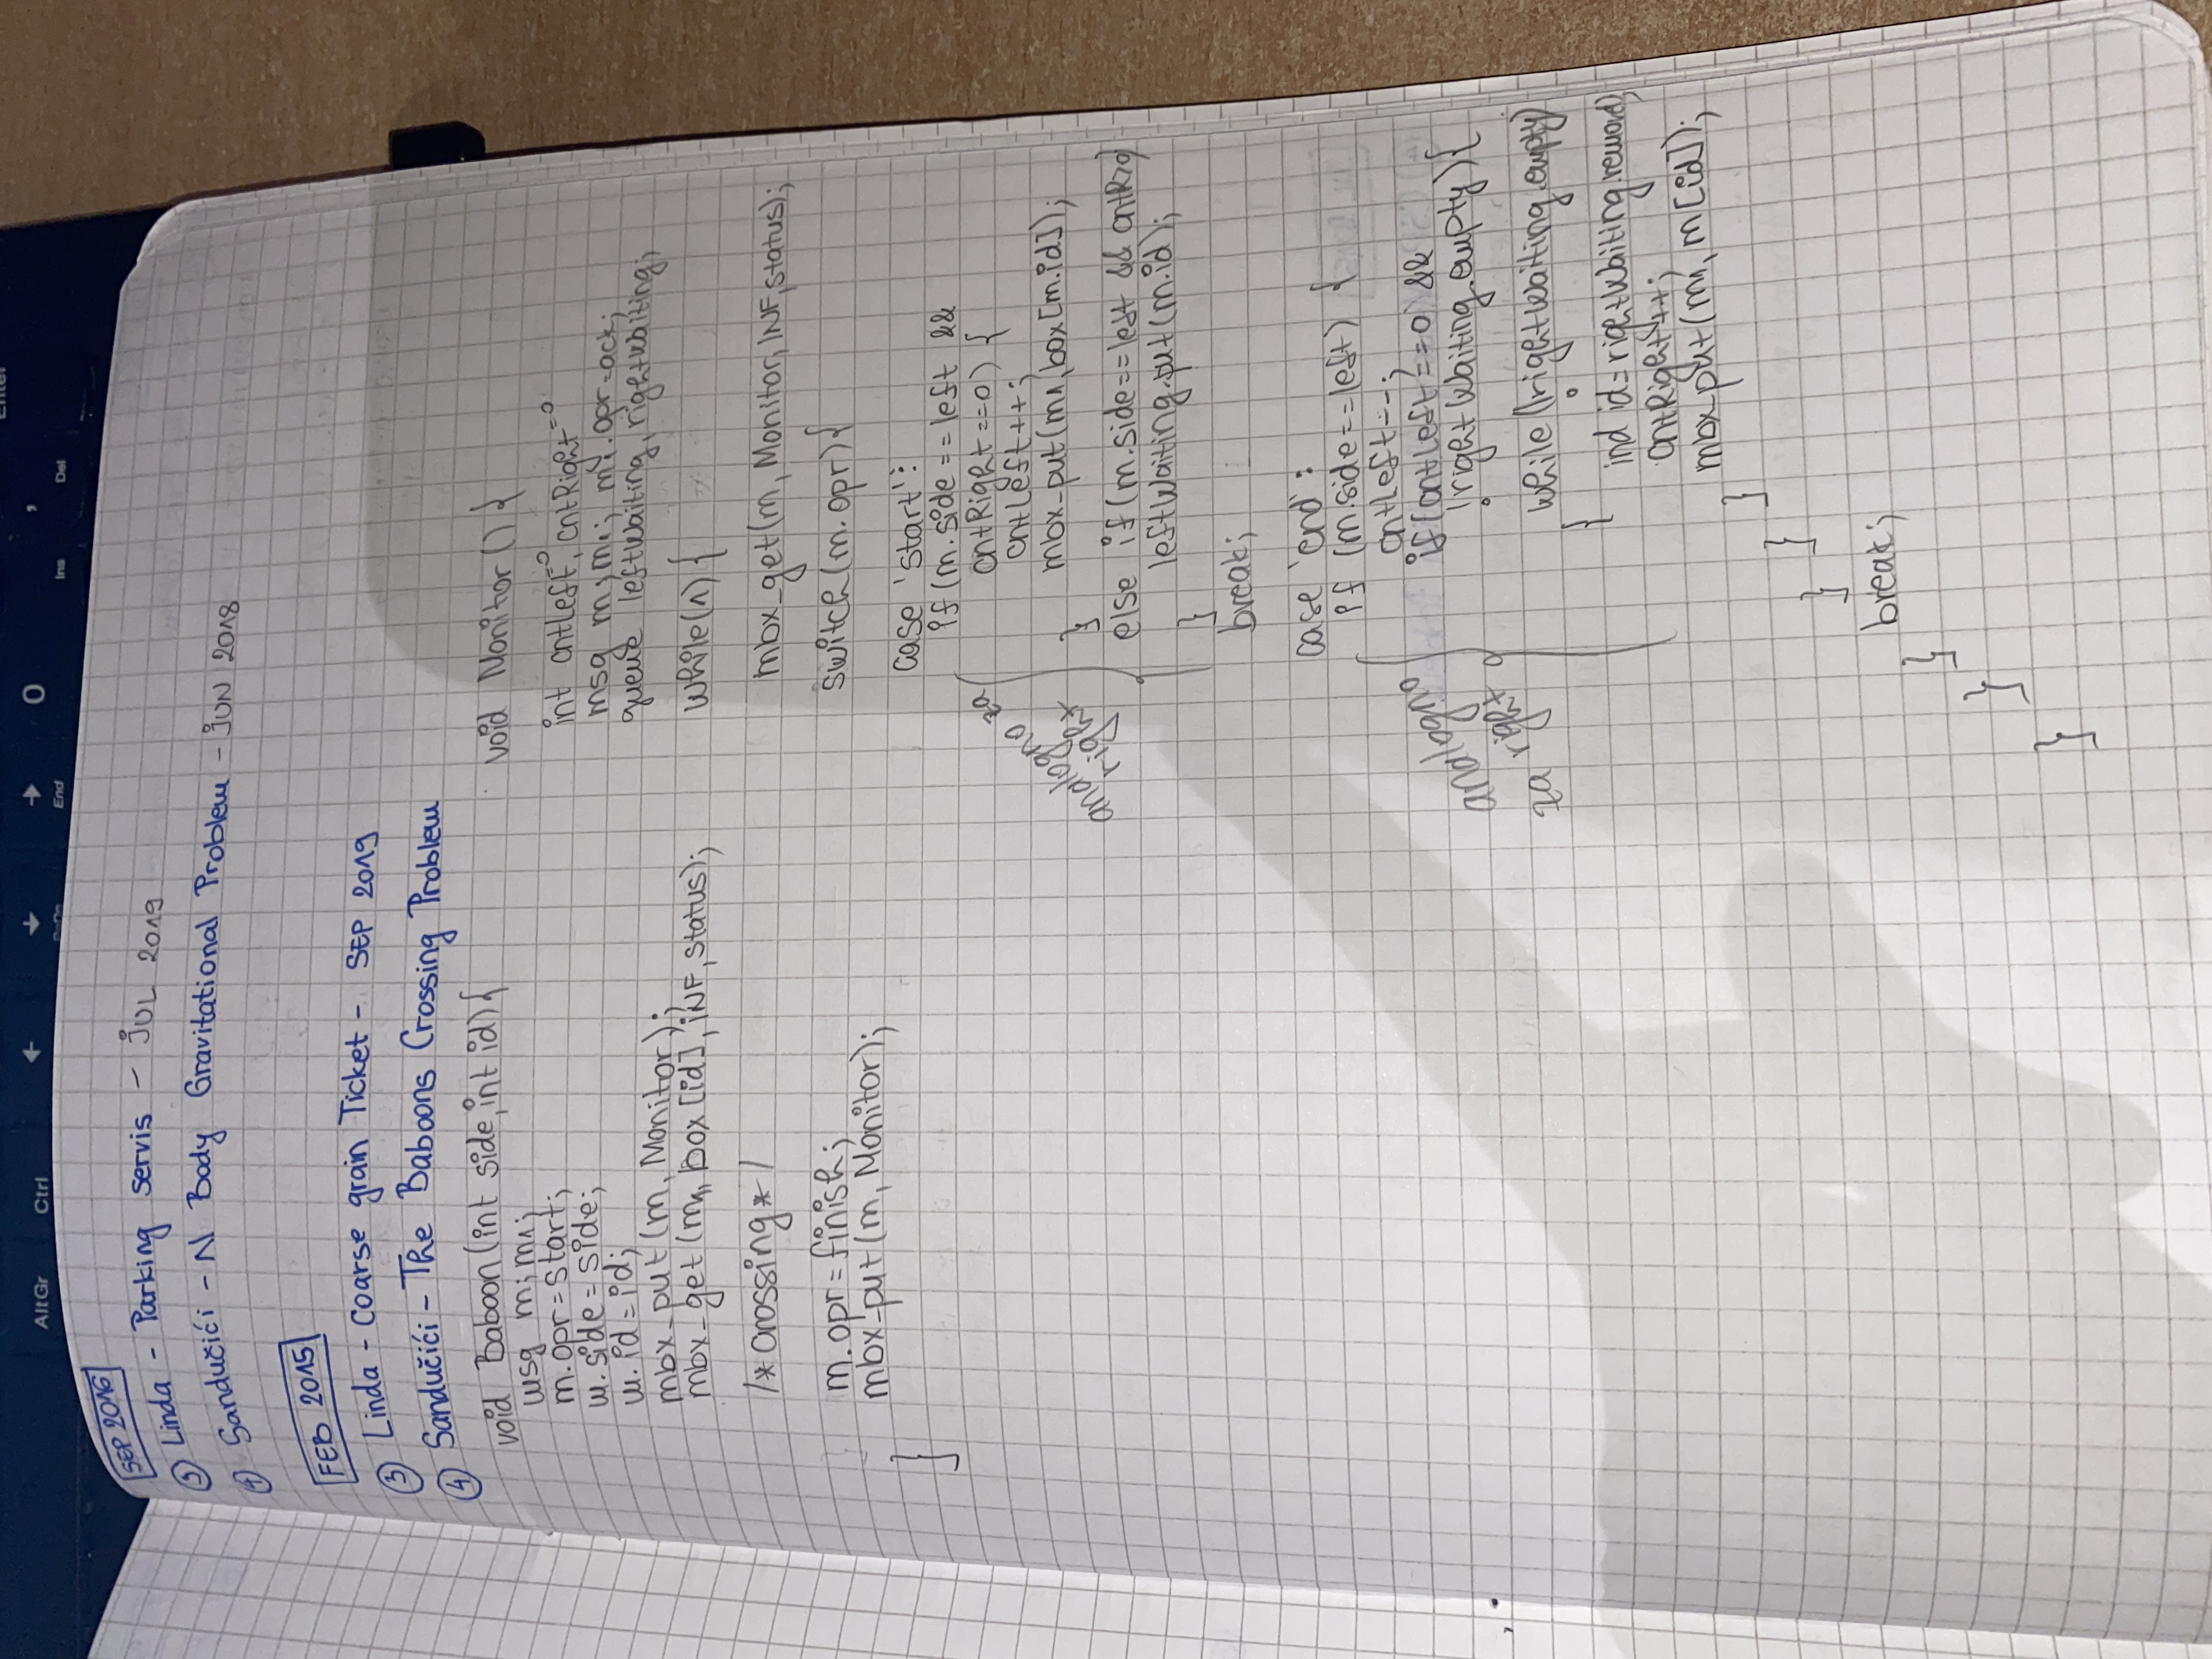 AltGr Ctrl ← ↓ → 0 , Enter
End Ins Del
SEP 2016
③ Linda - Parking servis - JUL 2019
④ Sandučići - N Body Gravitational Problem - JUN 2018
FEB 2015
③ Linda - Coarse grain Ticket - SEP 2019
④ Sandučići - The Baboons Crossing Problem
void Baboon(int side, int id){
msg m; m1;
m.opr = start;
m.side = side;
m.id = id;
mbx_put(m, Monitor);
mbx_get(m1, box[id], INF, status);
/* crossing */
m.opr = finish;
mbx_put(m, Monitor);
}
void Monitor() {
int cntLeft=0, cntRight=0
msg m; m1; m1.opr=ack;
queue leftWaiting, rightWaiting;
while(1) {
mbx_get(m, Monitor, INF, status);
switch(m.opr){
case 'start':
if(m.side == left &&
cntRight == 0) {
cntLeft++;
mbx_put(m1, box[m.id]);
}
else if(m.side==left && cntR>0)
leftWaiting.put(m.id);
}
break;
analogno za
right
case 'end':
if (m.side==left) {
cntLeft--;
if(cntLeft==0 &&
!rightWaiting.empty){
while(!rightWaiting.empty)
{
ind id = rightWaiting.remove();
cntRight++;
mbx_put(m1, m[id]);
}
}
}
break;
analogno
za right
}
}
}